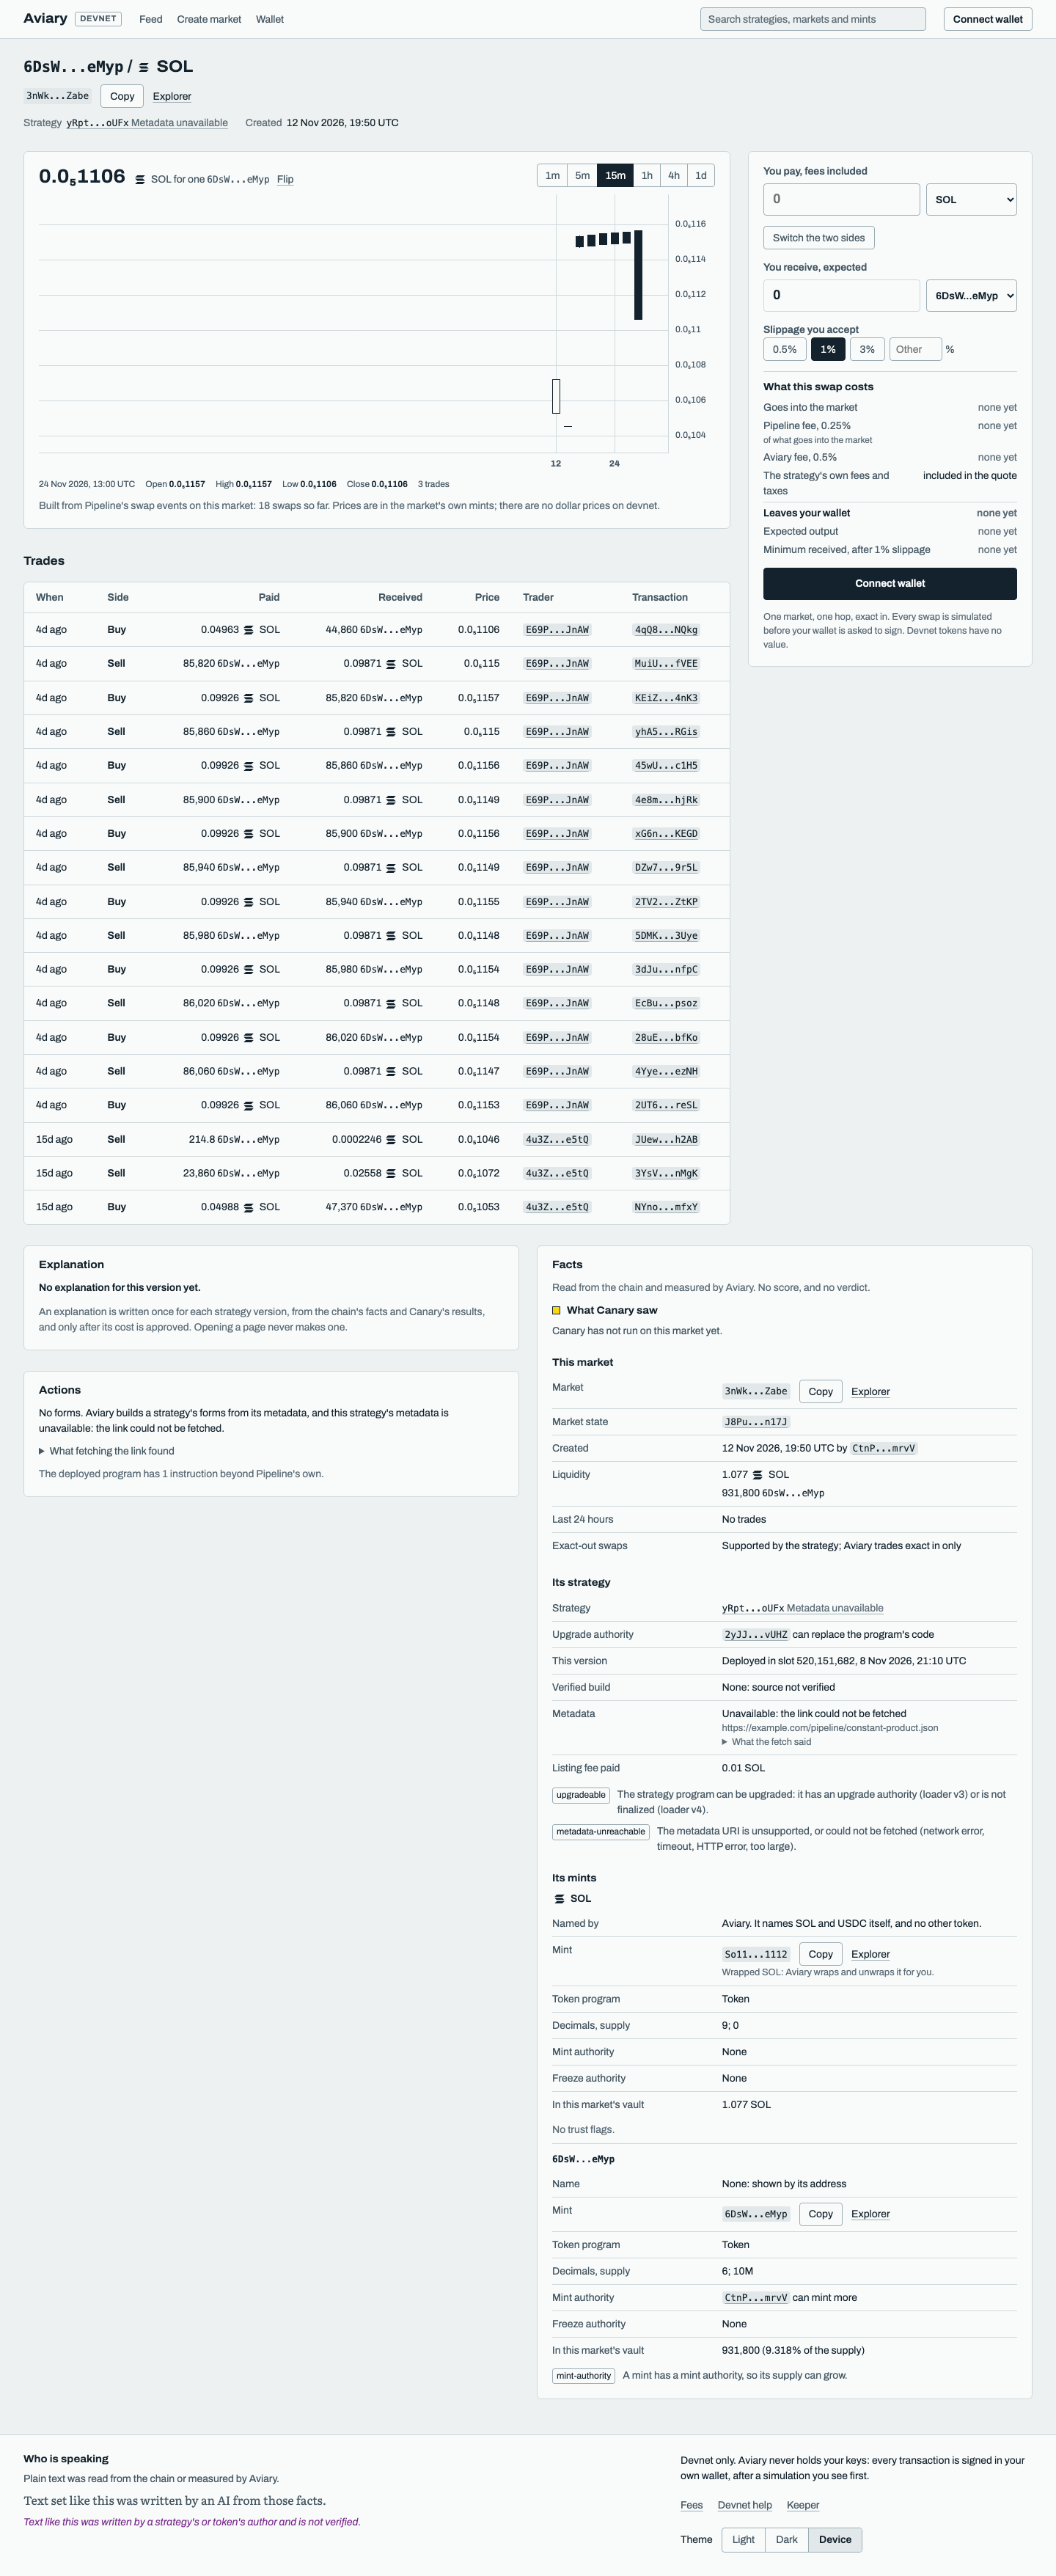 Aviary DEVNET Feed Create market Wallet Search strategies, markets and mints Connect wallet
6DsW...eMyp / SOL
3nWk...Zabe Copy Explorer
Strategy yRpt...oUFx Metadata unavailable Created 12 Nov 2026, 19:50 UTC
0.0₅1106 SOL for one 6DsW...eMyp Flip 1m 5m 15m 1h 4h 1d
0.0₅116
0.0₅114
0.0₅112
0.0₅11
0.0₅108
0.0₅106
0.0₅104
12 24
24 Nov 2026, 13:00 UTC Open 0.0₅1157 High 0.0₅1157 Low 0.0₅1106 Close 0.0₅1106 3 trades
Built from Pipeline's swap events on this market: 18 swaps so far. Prices are in the market's own mints; there are no dollar prices on devnet.
You pay, fees included
0 SOL
Switch the two sides
You receive, expected
0 6DsW...eMyp
Slippage you accept
0.5% 1% 3% Other %
What this swap costs
Goes into the market none yet
Pipeline fee, 0.25% none yet
of what goes into the market
Aviary fee, 0.5% none yet
The strategy's own fees and included in the quote
taxes
Leaves your wallet none yet
Expected output none yet
Minimum received, after 1% slippage none yet
Connect wallet
One market, one hop, exact in. Every swap is simulated
before your wallet is asked to sign. Devnet tokens have no
value.
Trades
When Side Paid Received Price Trader Transaction
4d ago Buy 0.04963 SOL 44,860 6DsW...eMyp 0.0₅1106 E69P...JnAW 4qQ8...NQkg
4d ago Sell 85,820 6DsW...eMyp 0.09871 SOL 0.0₅115 E69P...JnAW MuiU...fVEE
4d ago Buy 0.09926 SOL 85,820 6DsW...eMyp 0.0₅1157 E69P...JnAW KEiZ...4nK3
4d ago Sell 85,860 6DsW...eMyp 0.09871 SOL 0.0₅115 E69P...JnAW yhA5...RGis
4d ago Buy 0.09926 SOL 85,860 6DsW...eMyp 0.0₅1156 E69P...JnAW 45wU...c1H5
4d ago Sell 85,900 6DsW...eMyp 0.09871 SOL 0.0₅1149 E69P...JnAW 4e8m...hjRk
4d ago Buy 0.09926 SOL 85,900 6DsW...eMyp 0.0₅1156 E69P...JnAW xG6n...KEGD
4d ago Sell 85,940 6DsW...eMyp 0.09871 SOL 0.0₅1149 E69P...JnAW DZw7...9r5L
4d ago Buy 0.09926 SOL 85,940 6DsW...eMyp 0.0₅1155 E69P...JnAW 2TV2...ZtKP
4d ago Sell 85,980 6DsW...eMyp 0.09871 SOL 0.0₅1148 E69P...JnAW 5DMK...3Uye
4d ago Buy 0.09926 SOL 85,980 6DsW...eMyp 0.0₅1154 E69P...JnAW 3dJu...nfpC
4d ago Sell 86,020 6DsW...eMyp 0.09871 SOL 0.0₅1148 E69P...JnAW EcBu...psoz
4d ago Buy 0.09926 SOL 86,020 6DsW...eMyp 0.0₅1154 E69P...JnAW 28uE...bfKo
4d ago Sell 86,060 6DsW...eMyp 0.09871 SOL 0.0₅1147 E69P...JnAW 4Yye...ezNH
4d ago Buy 0.09926 SOL 86,060 6DsW...eMyp 0.0₅1153 E69P...JnAW 2UT6...reSL
15d ago Sell 214.8 6DsW...eMyp 0.0002246 SOL 0.0₅1046 4u3Z...e5tQ JUew...h2AB
15d ago Sell 23,860 6DsW...eMyp 0.02558 SOL 0.0₅1072 4u3Z...e5tQ 3YsV...nMgK
15d ago Buy 0.04988 SOL 47,370 6DsW...eMyp 0.0₅1053 4u3Z...e5tQ NYno...mfxY
Explanation
No explanation for this version yet.
An explanation is written once for each strategy version, from the chain's facts and Canary's results,
and only after its cost is approved. Opening a page never makes one.
Actions
No forms. Aviary builds a strategy's forms from its metadata, and this strategy's metadata is
unavailable: the link could not be fetched.
What fetching the link found
The deployed program has 1 instruction beyond Pipeline's own.
Facts
Read from the chain and measured by Aviary. No score, and no verdict.
What Canary saw
Canary has not run on this market yet.
This market
Market 3nWk...Zabe Copy Explorer
Market state J8Pu...n17J
Created 12 Nov 2026, 19:50 UTC by CtnP...mrvV
Liquidity 1.077 SOL
931,800 6DsW...eMyp
Last 24 hours No trades
Exact-out swaps Supported by the strategy; Aviary trades exact in only
Its strategy
Strategy yRpt...oUFx Metadata unavailable
Upgrade authority 2yJJ...vUHZ can replace the program's code
This version Deployed in slot 520,151,682, 8 Nov 2026, 21:10 UTC
Verified build None: source not verified
Metadata Unavailable: the link could not be fetched
https://example.com/pipeline/constant-product.json
What the fetch said
Listing fee paid 0.01 SOL
upgradeable The strategy program can be upgraded: it has an upgrade authority (loader v3) or is not
finalized (loader v4).
metadata-unreachable The metadata URI is unsupported, or could not be fetched (network error,
timeout, HTTP error, too large).
Its mints
SOL
Named by Aviary. It names SOL and USDC itself, and no other token.
Mint So11...1112 Copy Explorer
Wrapped SOL: Aviary wraps and unwraps it for you.
Token program Token
Decimals, supply 9; 0
Mint authority None
Freeze authority None
In this market's vault 1.077 SOL
No trust flags.
6DsW...eMyp
Name None: shown by its address
Mint 6DsW...eMyp Copy Explorer
Token program Token
Decimals, supply 6; 10M
Mint authority CtnP...mrvV can mint more
Freeze authority None
In this market's vault 931,800 (9.318% of the supply)
mint-authority A mint has a mint authority, so its supply can grow.
Who is speaking
Plain text was read from the chain or measured by Aviary.
Text set like this was written by an AI from those facts.
Text like this was written by a strategy's or token's author and is not verified.
Devnet only. Aviary never holds your keys: every transaction is signed in your
own wallet, after a simulation you see first.
Fees Devnet help Keeper
Theme Light Dark Device